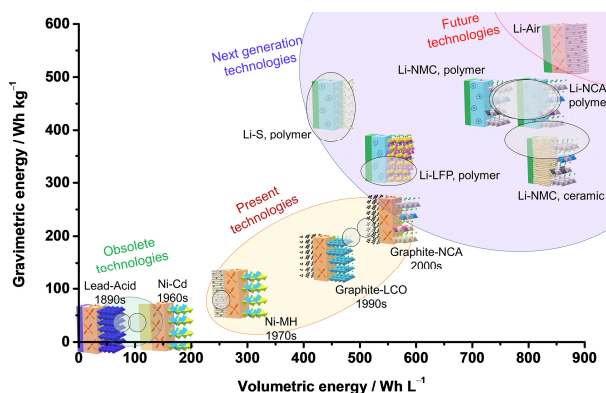 Gravimetric energy / Wh kg⁻¹
600
500
400
300
200
100
0
Next generation
technologies
Future
technologies
Li-Air
Li-NMC, polymer
Li-NCA
polyme
Li-S, polymer
Li-LFP, polymer
Li-NMC, ceramic
Present
technologies
Obsolete
technologies
Graphite-NCA
2000s
Lead-Acid
1890s
Ni-Cd
1960s
Graphite-LCO
1990s
Ni-MH
1970s
0
100
200
300
400
500
600
700
800
900
Volumetric energy / Wh L⁻¹